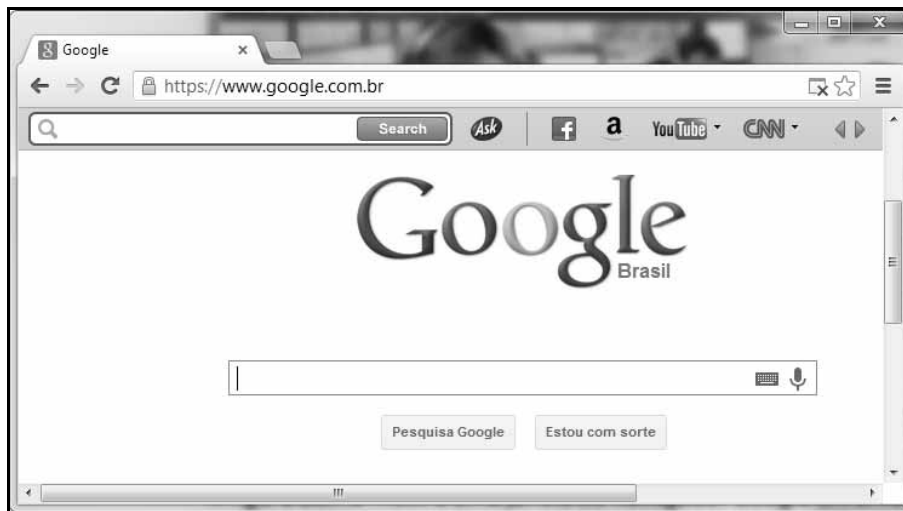 Google
https://www.google.com.br
Search Ask f a YouTube CNN
Google
Brasil
Pesquisa Google Estou com sorte